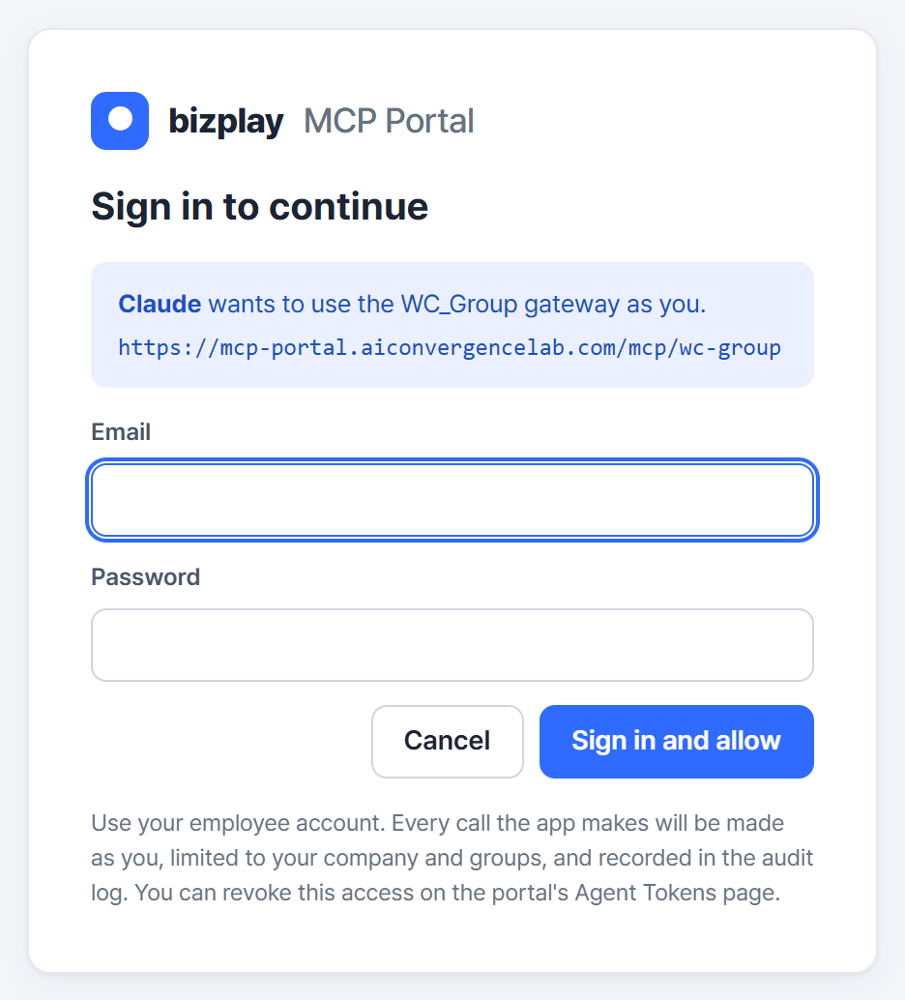 bizplay MCP Portal
Sign in to continue
Claude wants to use the WC_Group gateway as you.
https://mcp-portal.aiconvergencelab.com/mcp/wc-group
Email
Password
Cancel
Sign in and allow
Use your employee account. Every call the app makes will be made
as you, limited to your company and groups, and recorded in the audit
log. You can revoke this access on the portal's Agent Tokens page.